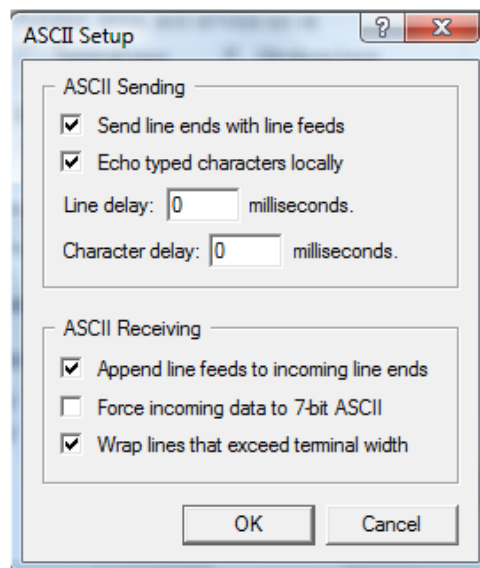 ASCII Setup
ASCII Sending
Send line ends with line feeds
Echo typed characters locally
Line delay: 0 milliseconds.
Character delay: 0 milliseconds.
ASCII Receiving
Append line feeds to incoming line ends
Force incoming data to 7-bit ASCII
Wrap lines that exceed terminal width
OK Cancel